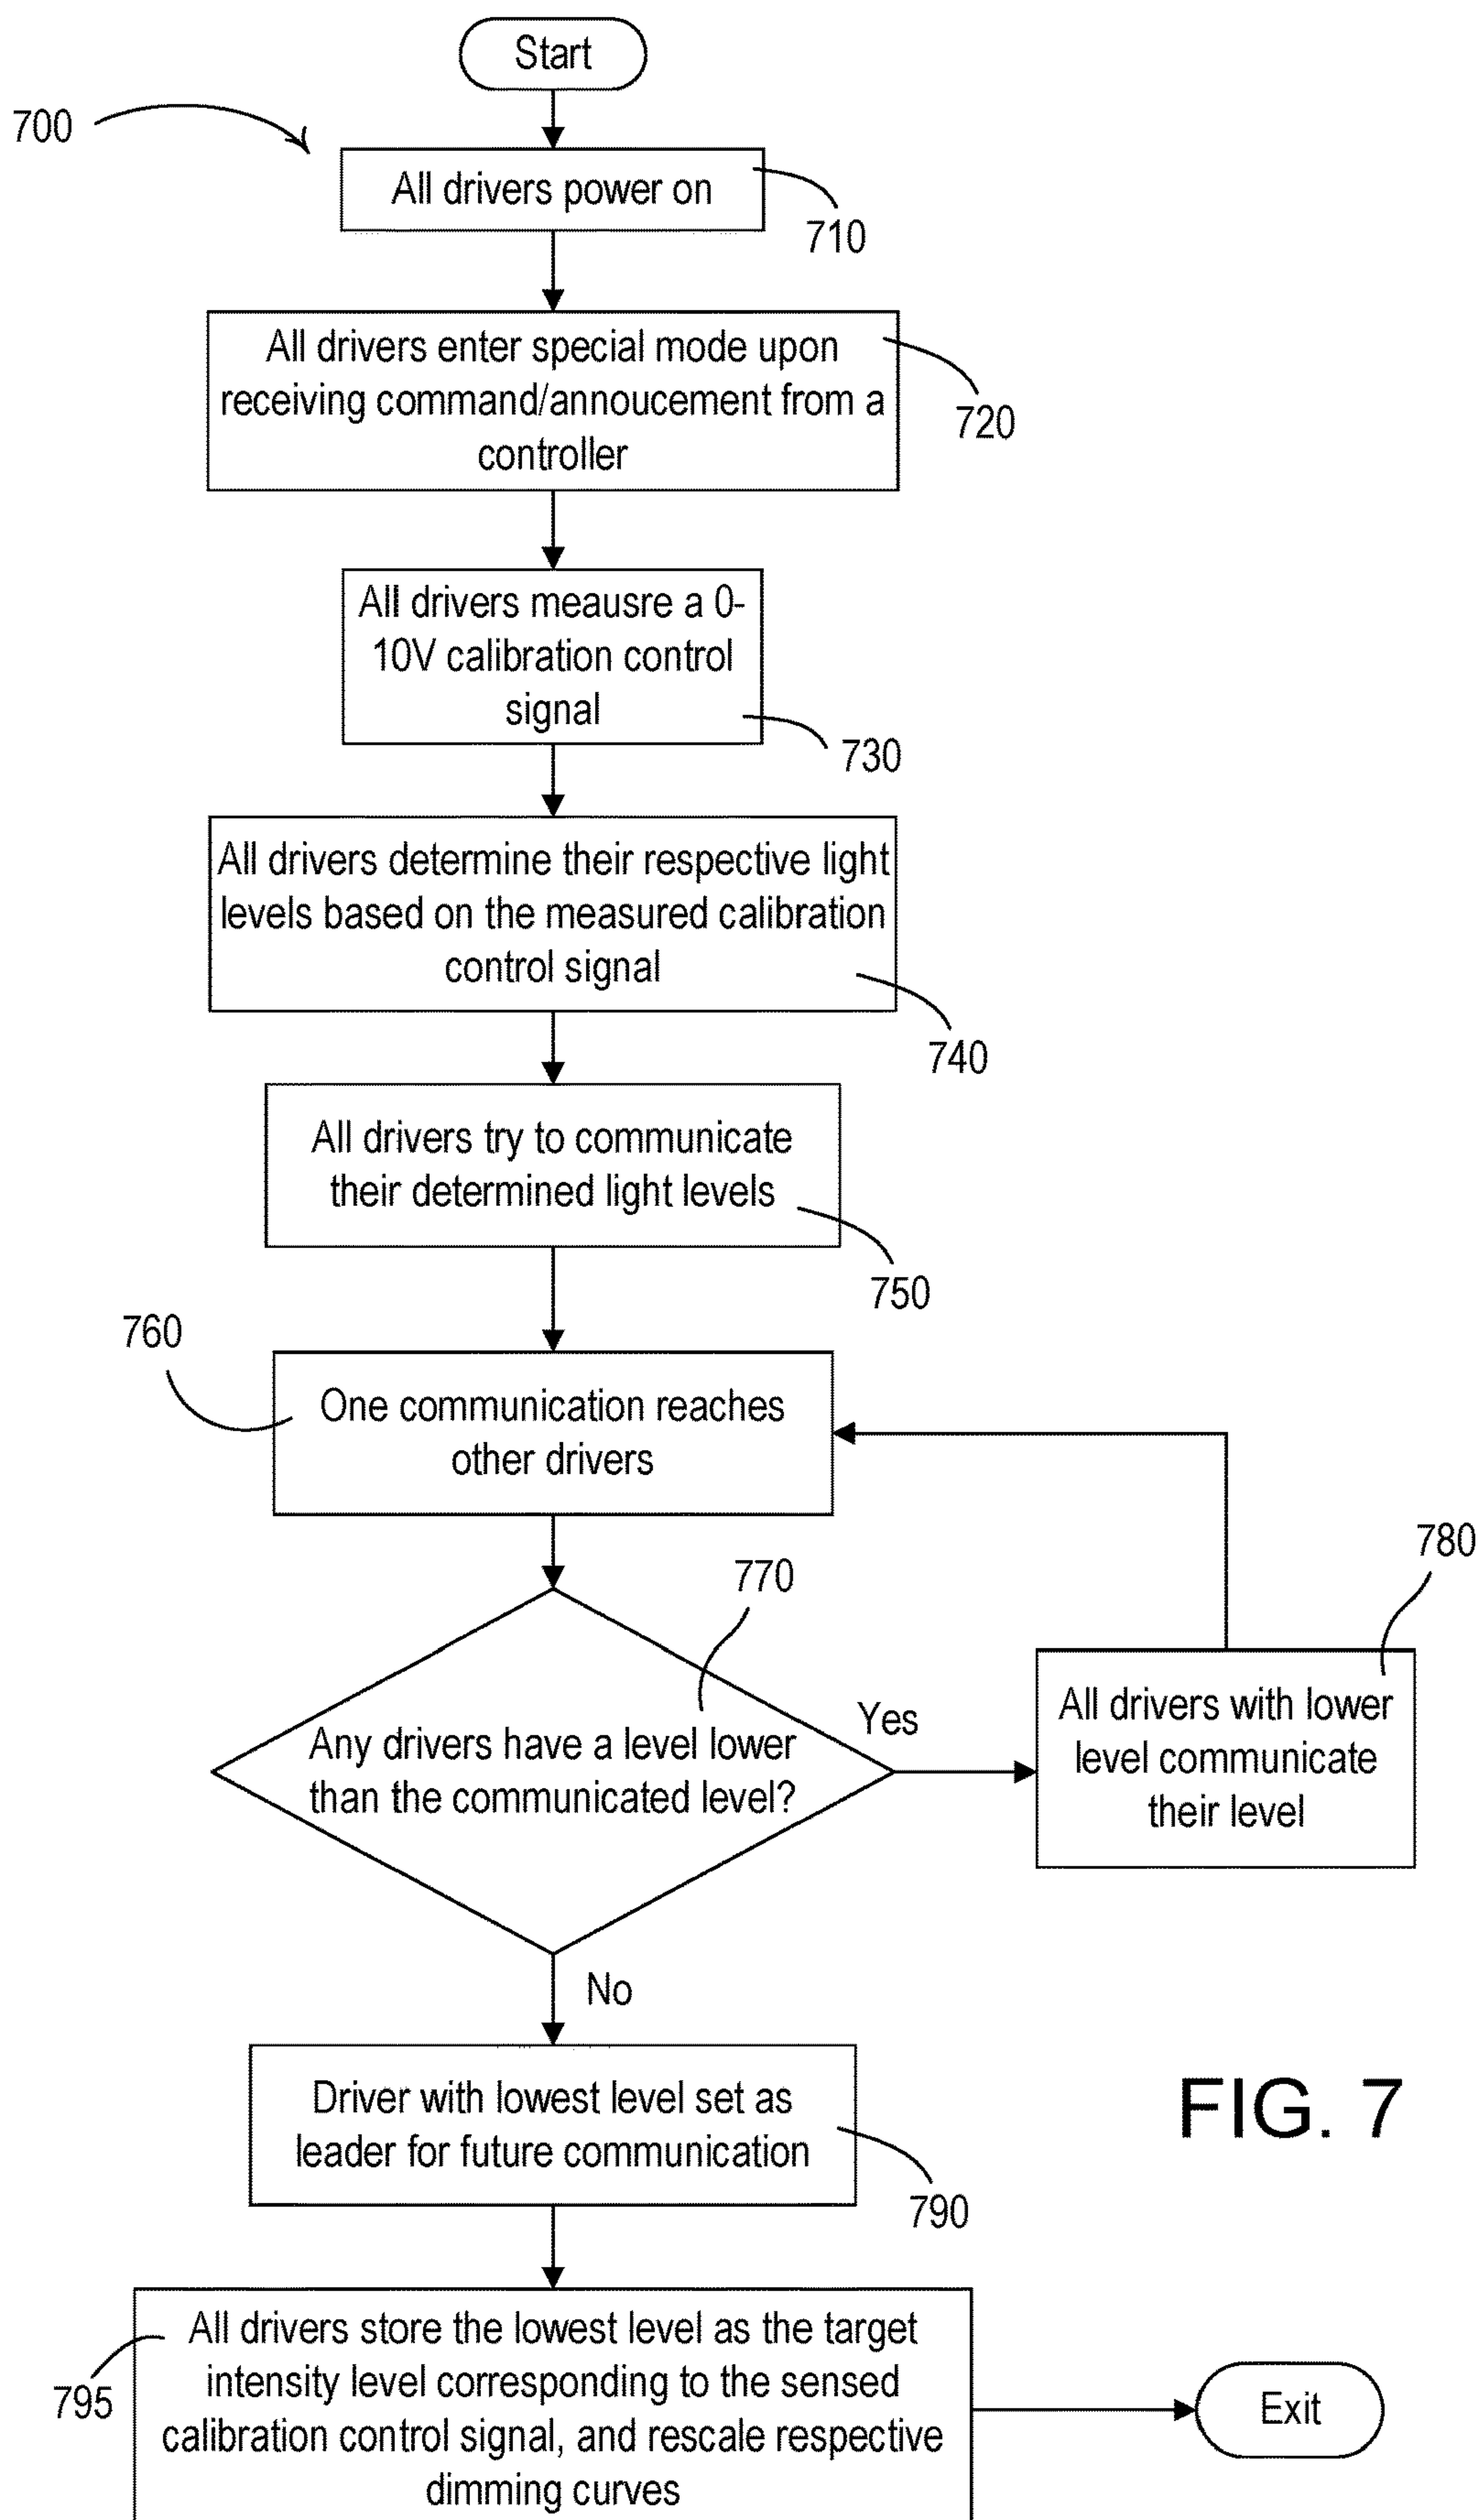 Start
700
All drivers power on
710
All drivers enter special mode upon
receiving command/annoucement from a
controller
720
All drivers meausre a 0-
10V calibration control
signal
730
All drivers determine their respective light
levels based on the measured calibration
control signal
740
All drivers try to communicate
their determined light levels
750
760
One communication reaches
other drivers
770
780
Any drivers have a level lower
than the communicated level?
Yes
All drivers with lower
level communicate
their level
No
Driver with lowest level set as
leader for future communication
790
FIG. 7
795
All drivers store the lowest level as the target
intensity level corresponding to the sensed
calibration control signal, and rescale respective
dimming curves
Exit